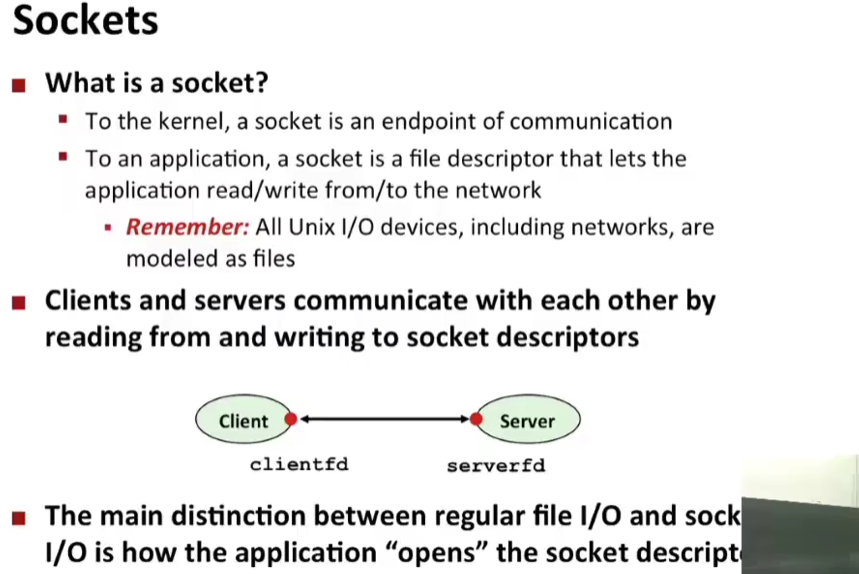 Sockets
What is a socket?
To the kernel, a socket is an endpoint of communication
To an application, a socket is a file descriptor that lets the
application read/write from/to the network
Remember: All Unix I/O devices, including networks, are
modeled as files
Clients and servers communicate with each other by
reading from and writing to socket descriptors
Client Server
clientfd serverfd
The main distinction between regular file I/O and sock
I/O is how the application “opens” the socket descript